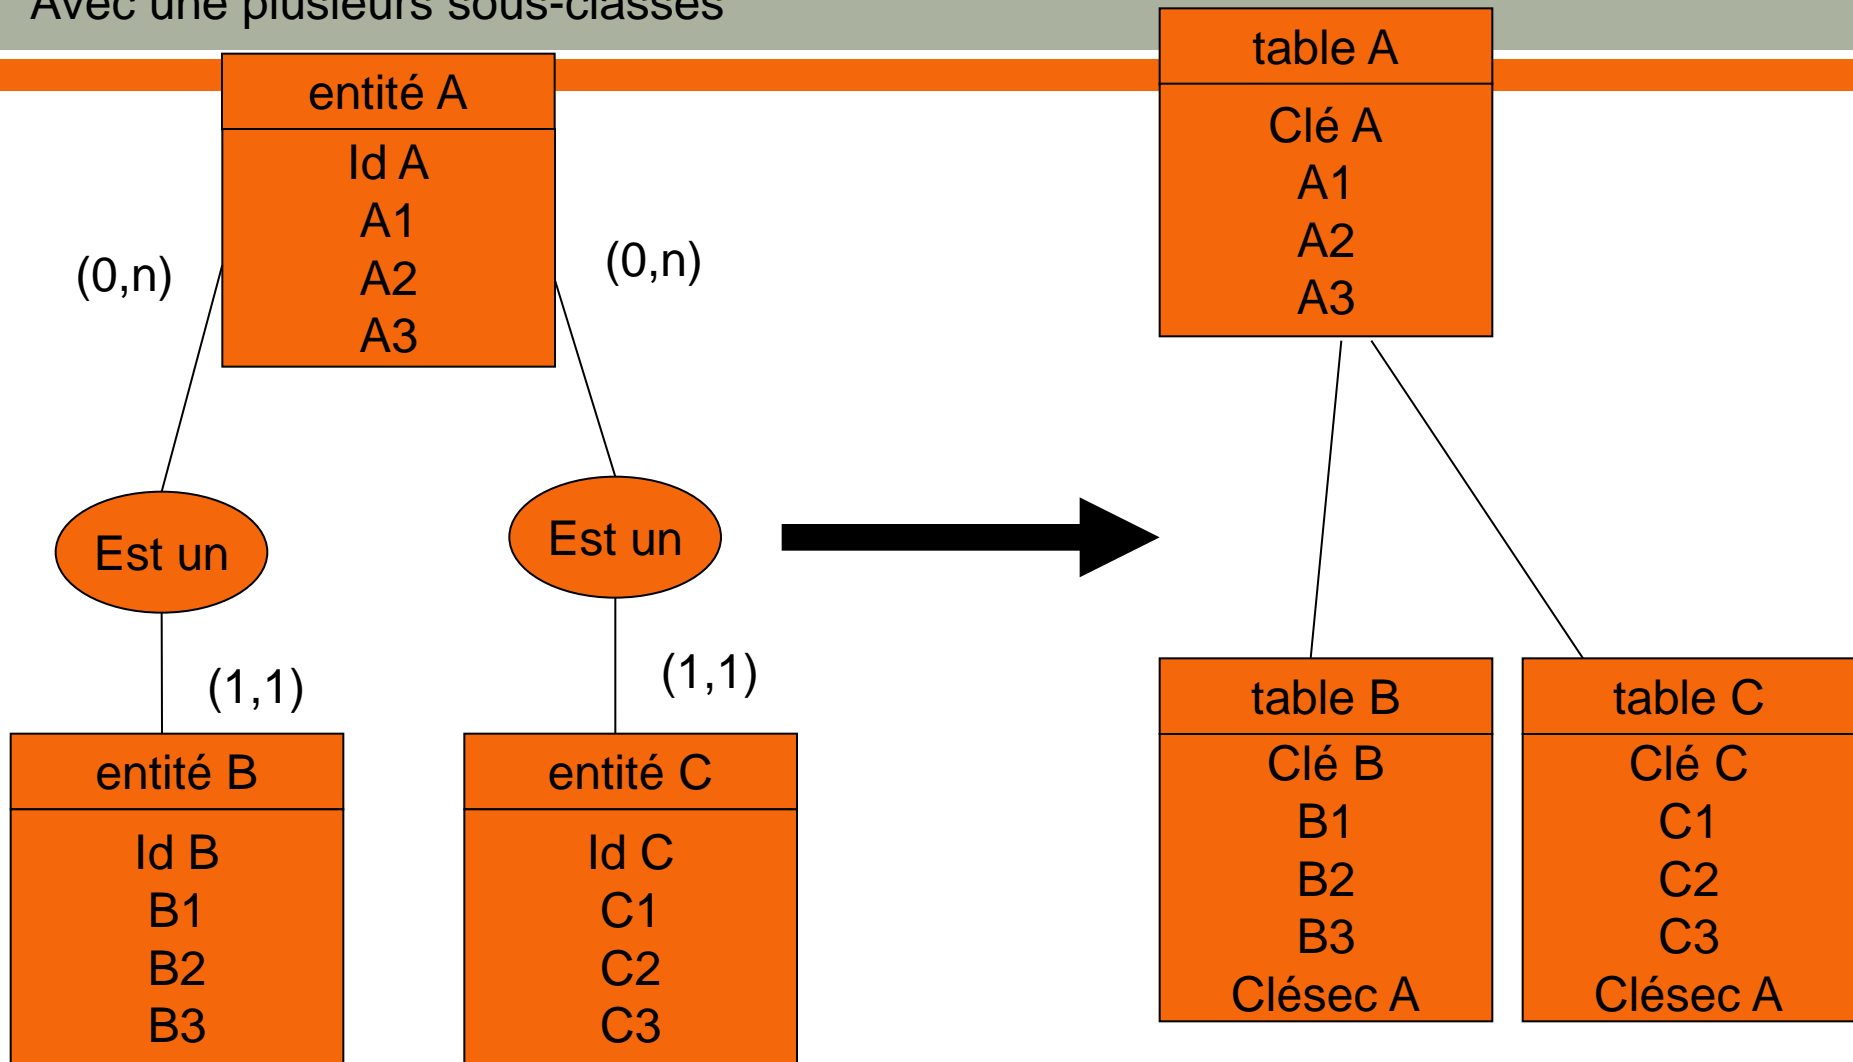 Avec une plusieurs sous-classes
entité A
Id A
A1
A2
A3
(0,n)
(0,n)
Est un
Est un
(1,1)
(1,1)
entité B
Id B
B1
B2
B3
entité C
Id C
C1
C2
C3
table A
Clé A
A1
A2
A3
table B
Clé B
B1
B2
B3
Clésec A
table C
Clé C
C1
C2
C3
Clésec A